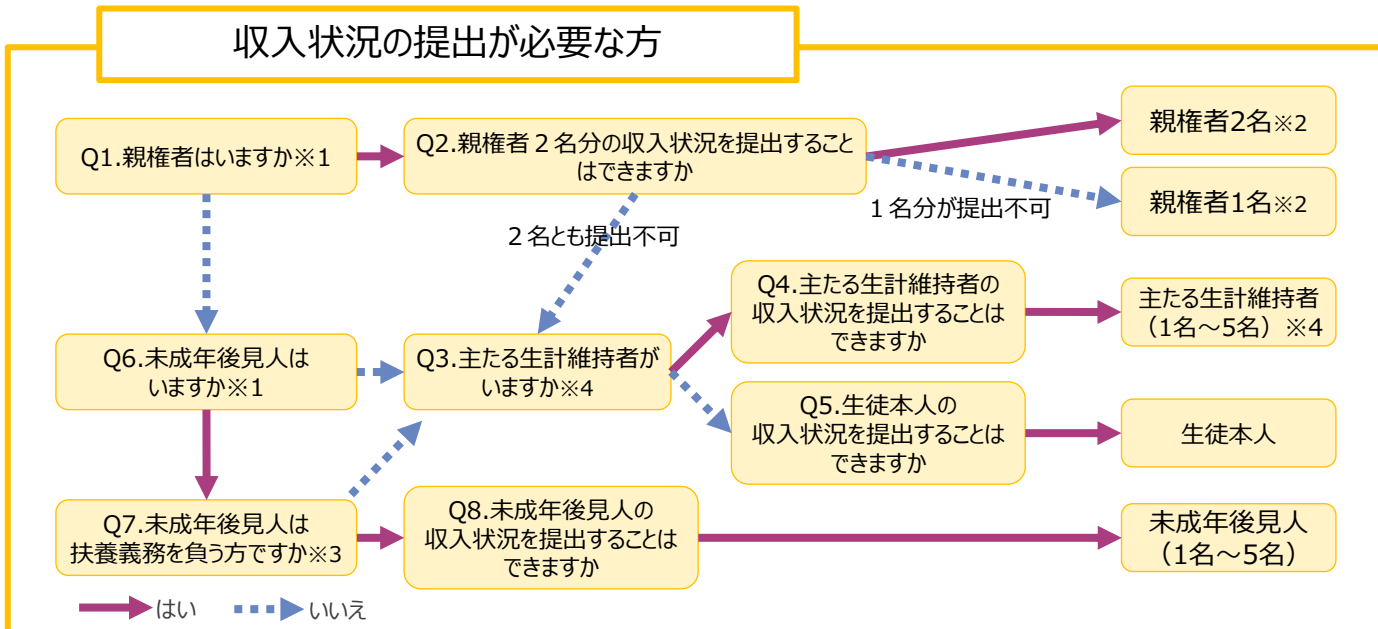 収入状況の提出が必要な方
Q1.親権者はいますか※1
Q2.親権者２名分の収入状況を提出すること
はできますか
親権者2名※2
親権者1名※2
１名分が提出不可
２名とも提出不可
Q6.未成年後見人は
いますか※1
Q3.主たる生計維持者が
いますか※4
Q4.主たる生計維持者の
収入状況を提出することは
できますか
主たる生計維持者
（1名～5名）※4
Q5.生徒本人の
収入状況を提出することは
できますか
生徒本人
Q7.未成年後見人は
扶養義務を負う方ですか※3
Q8.未成年後見人の
収入状況を提出することは
できますか
未成年後見人
（1名～5名）
はい
いいえ